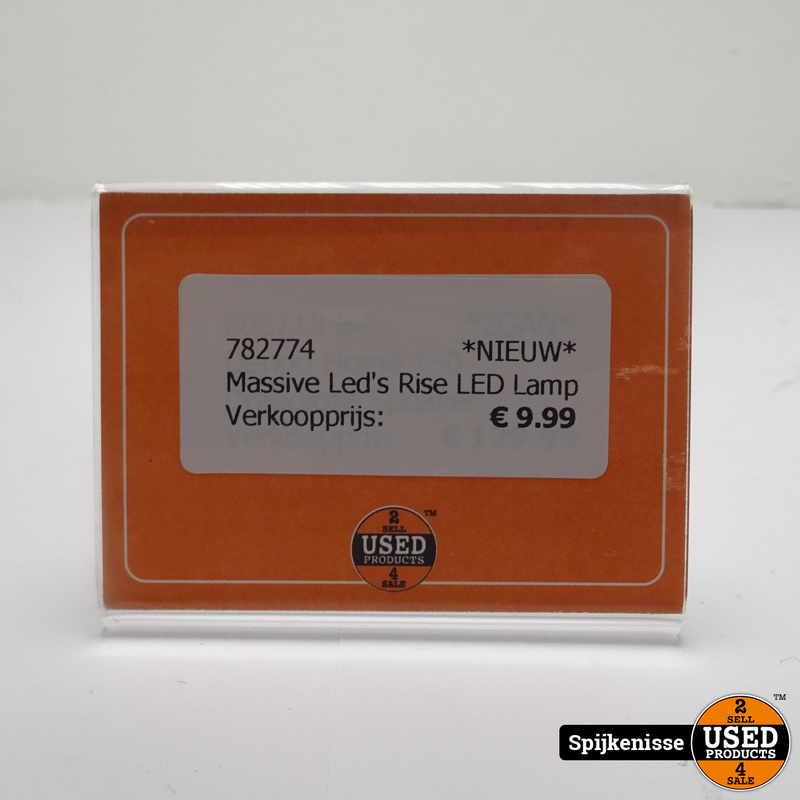 782774 *NIEUW*
Massive Led's Rise LED Lamp
Verkoopprijs: € 9.99
2
SELL
USED
PRODUCTS
4
SALE
TM
Spijkenisse
2
SELL
USED
PRODUCTS
4
SALE
TM